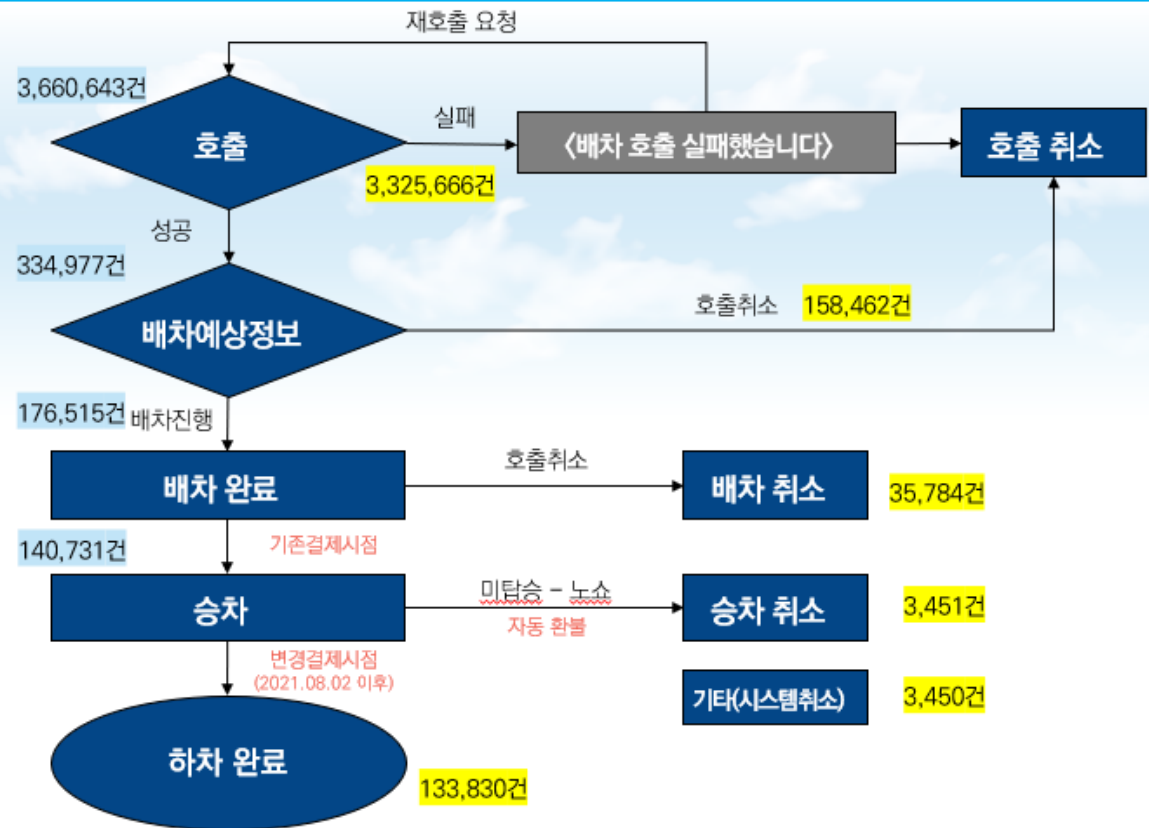 재호출 요청
3,660,643건
호출
실패
<배차 호출 실패했습니다>
호출 취소
3,325,666건
성공
334,977건
배차예상정보
호출취소
158,462건
176,515건
배차진행
배차 완료
호출취소
배차 취소
35,784건
140,731건
기존결제시점
승차
미탑승 - 노쇼
자동 환불
승차 취소
3,451건
변경결제시점
(2021.08.02 이후)
기타(시스템취소)
3,450건
하차 완료
133,830건